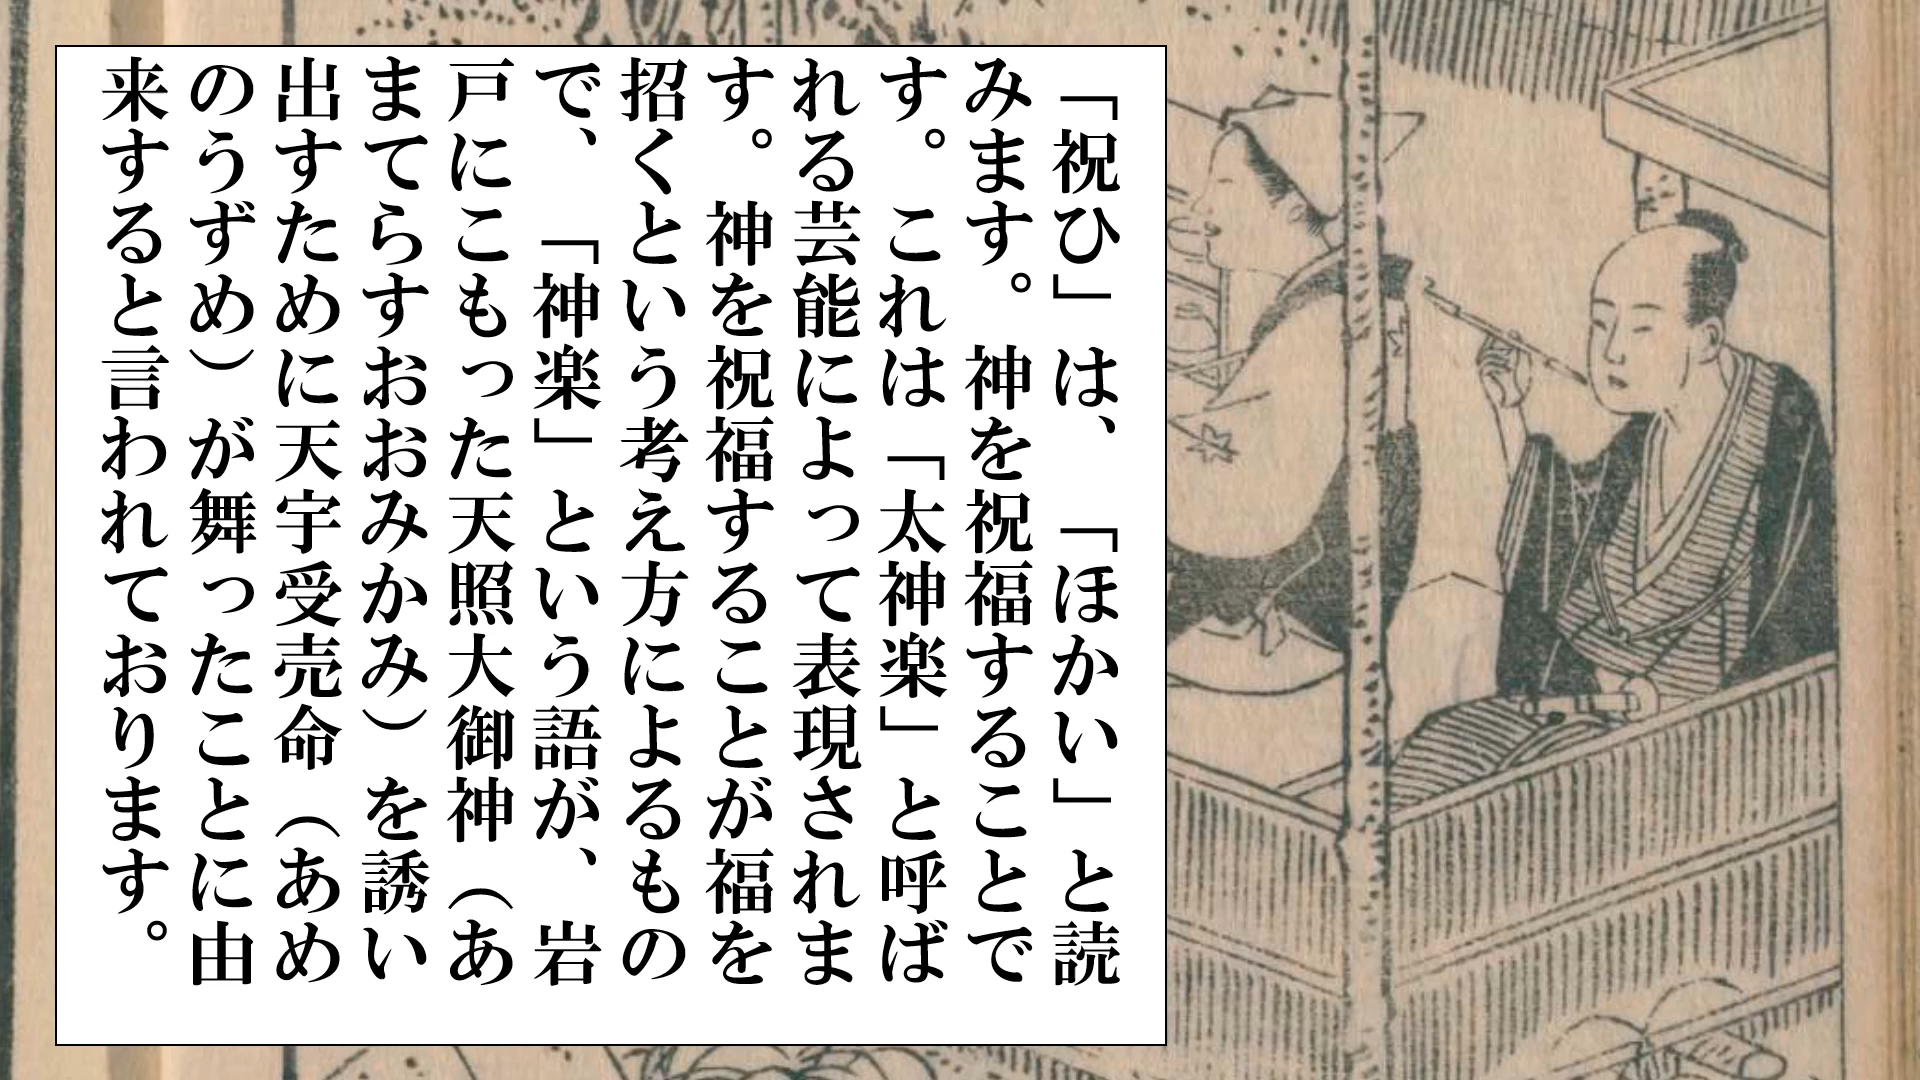 「祝ひ」は、「ほかい」と読
みます。神を祝福することで
す。これは「太神楽」と呼ば
れる芸能によって表現されま
す。神を祝福することが福を
招くという考え方によるもの
で、「神楽」という語が、岩
戸にこもった天照大御神（あ
まてらすおおみかみ）を誘い
出すために天宇受売命（あめ
のうずめ）が舞ったことに由
来すると言われております。